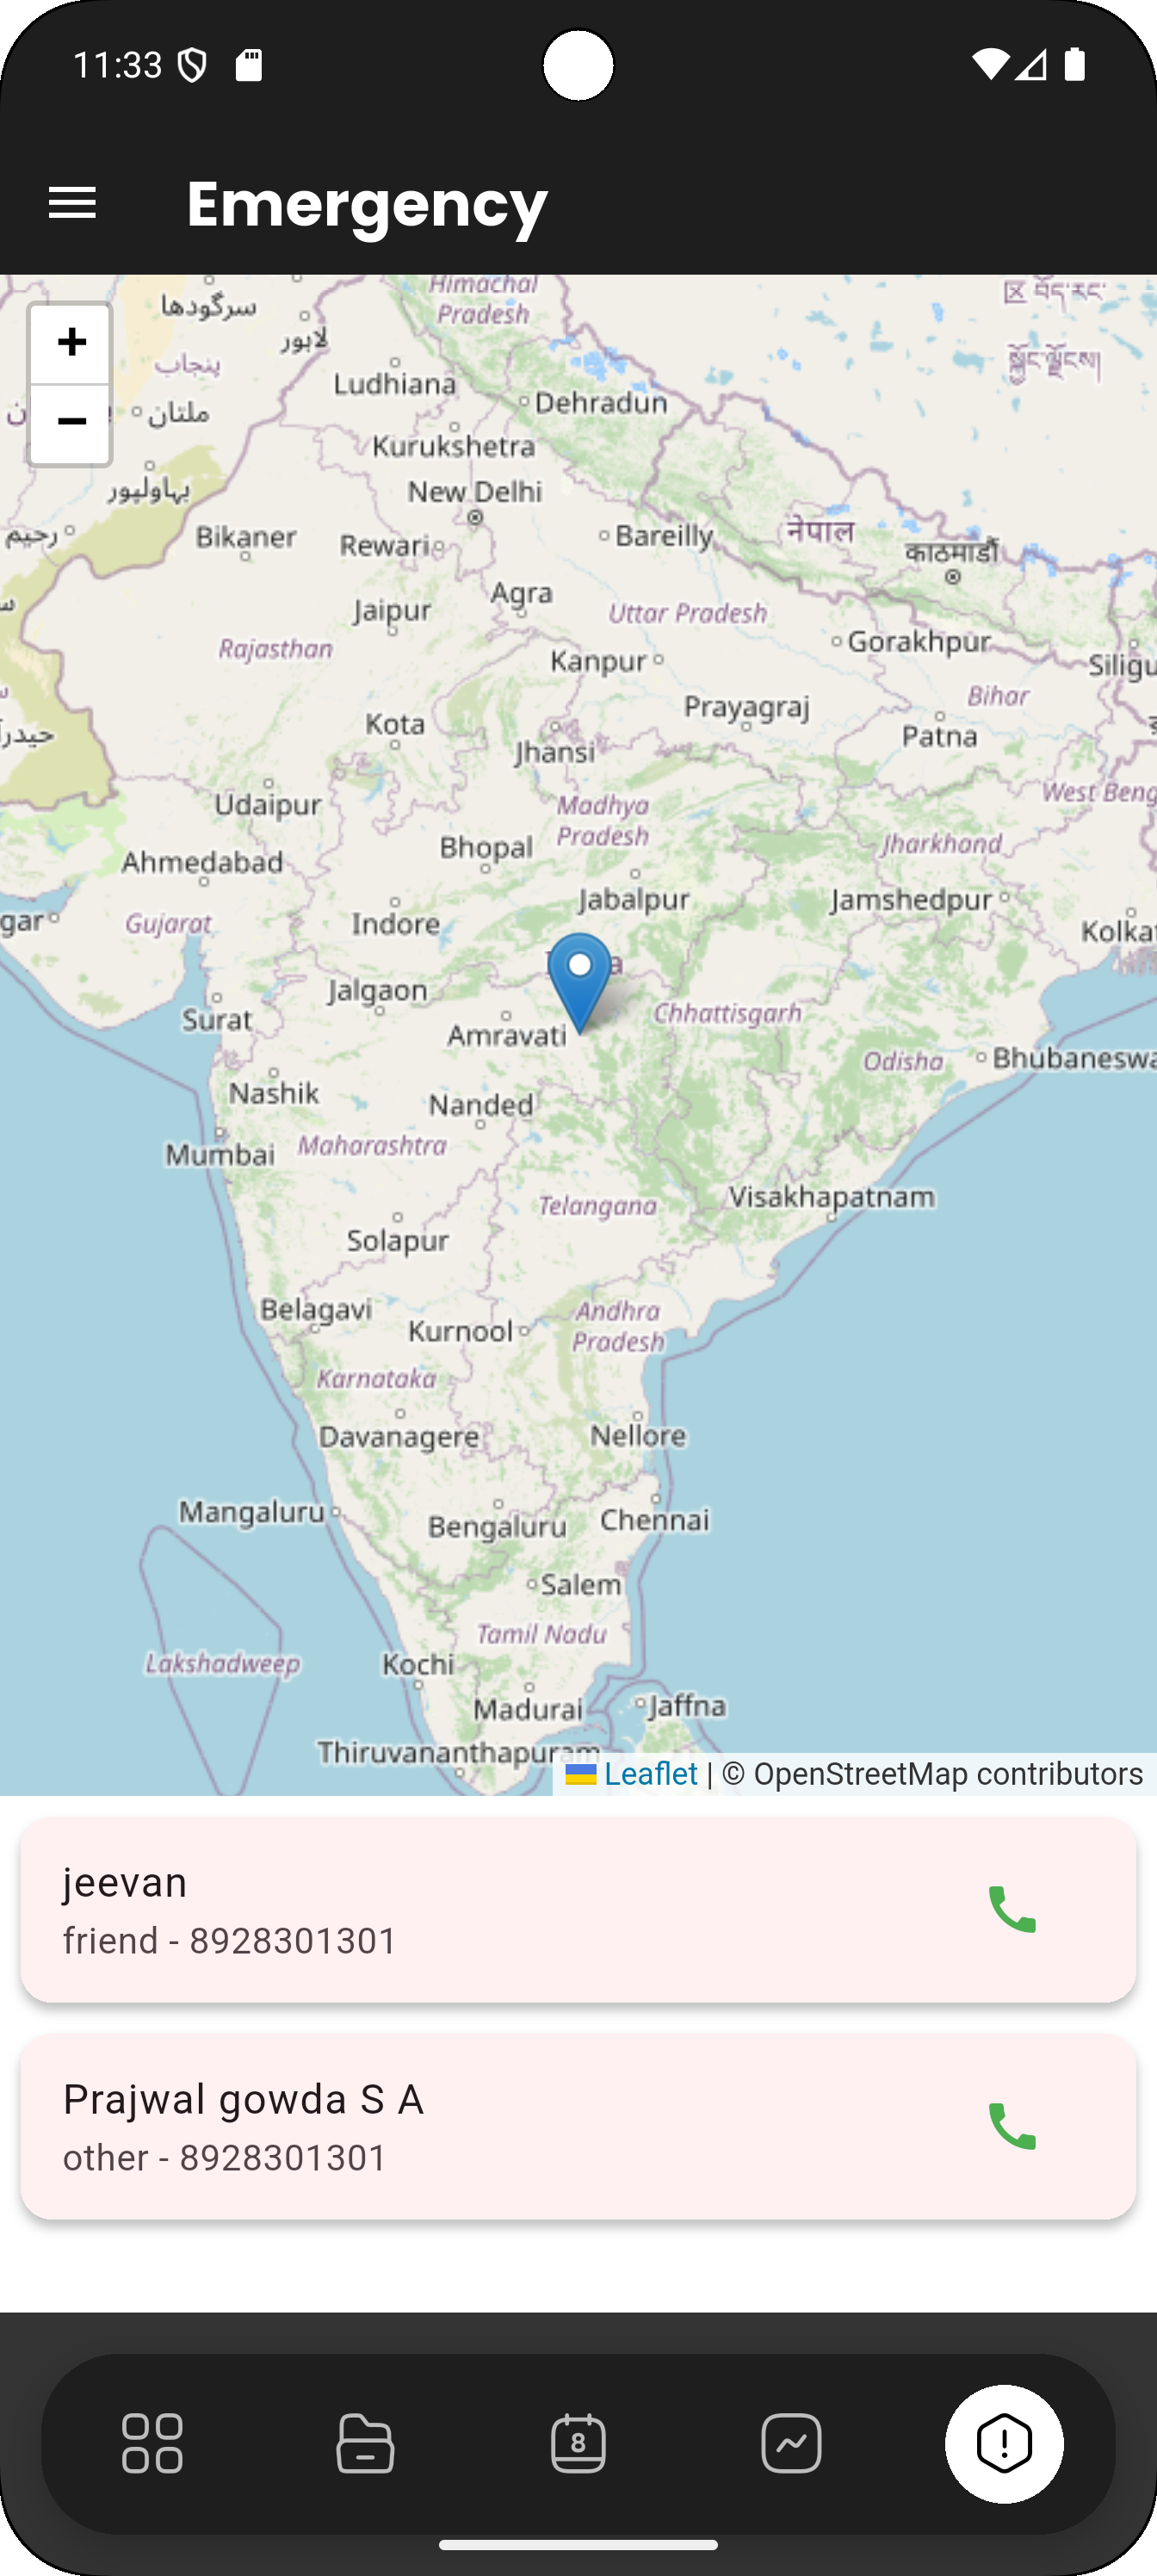 11:33
Emergency
+
−
Himachal
Pradesh
سرگودھا
لاہور
پنجاب
Ludhiana
Dehradun
ملتان
Kurukshetra
New Delhi
بہاولپور
رحیم
Bikaner
Rewari
Bareilly
नेपाल
काठमाडौँ
Agra
Jaipur
Uttar Pradesh
Rajasthan
Gorakhpur
Kanpur
Siligu
Bihar
Prayagraj
Kota
Patna
Jhansi
West Beng
Udaipur
Madhya
Pradesh
Bhopal
Jharkhand
Ahmedabad
Jabalpur
Jamshedpur
gar
Gujarat
Indore
Kolkat
Jalgaon
Chhattisgarh
Surat
Amravati
Odisha
Bhubaneswa
Nashik
Nanded
Maharashtra
Mumbai
Visakhapatnam
Telangana
Solapur
Belagavi
Andhra
Pradesh
Kurnool
Karnataka
Davanagere
Nellore
Mangaluru
Bengaluru
Chennai
Salem
Tamil Nadu
Lakshadweep
Kochi
Madurai
Jaffna
Thiruvananthapuram
Leaflet | © OpenStreetMap contributors
jeevan
friend - 8928301301
Prajwal gowda S A
other - 8928301301
8